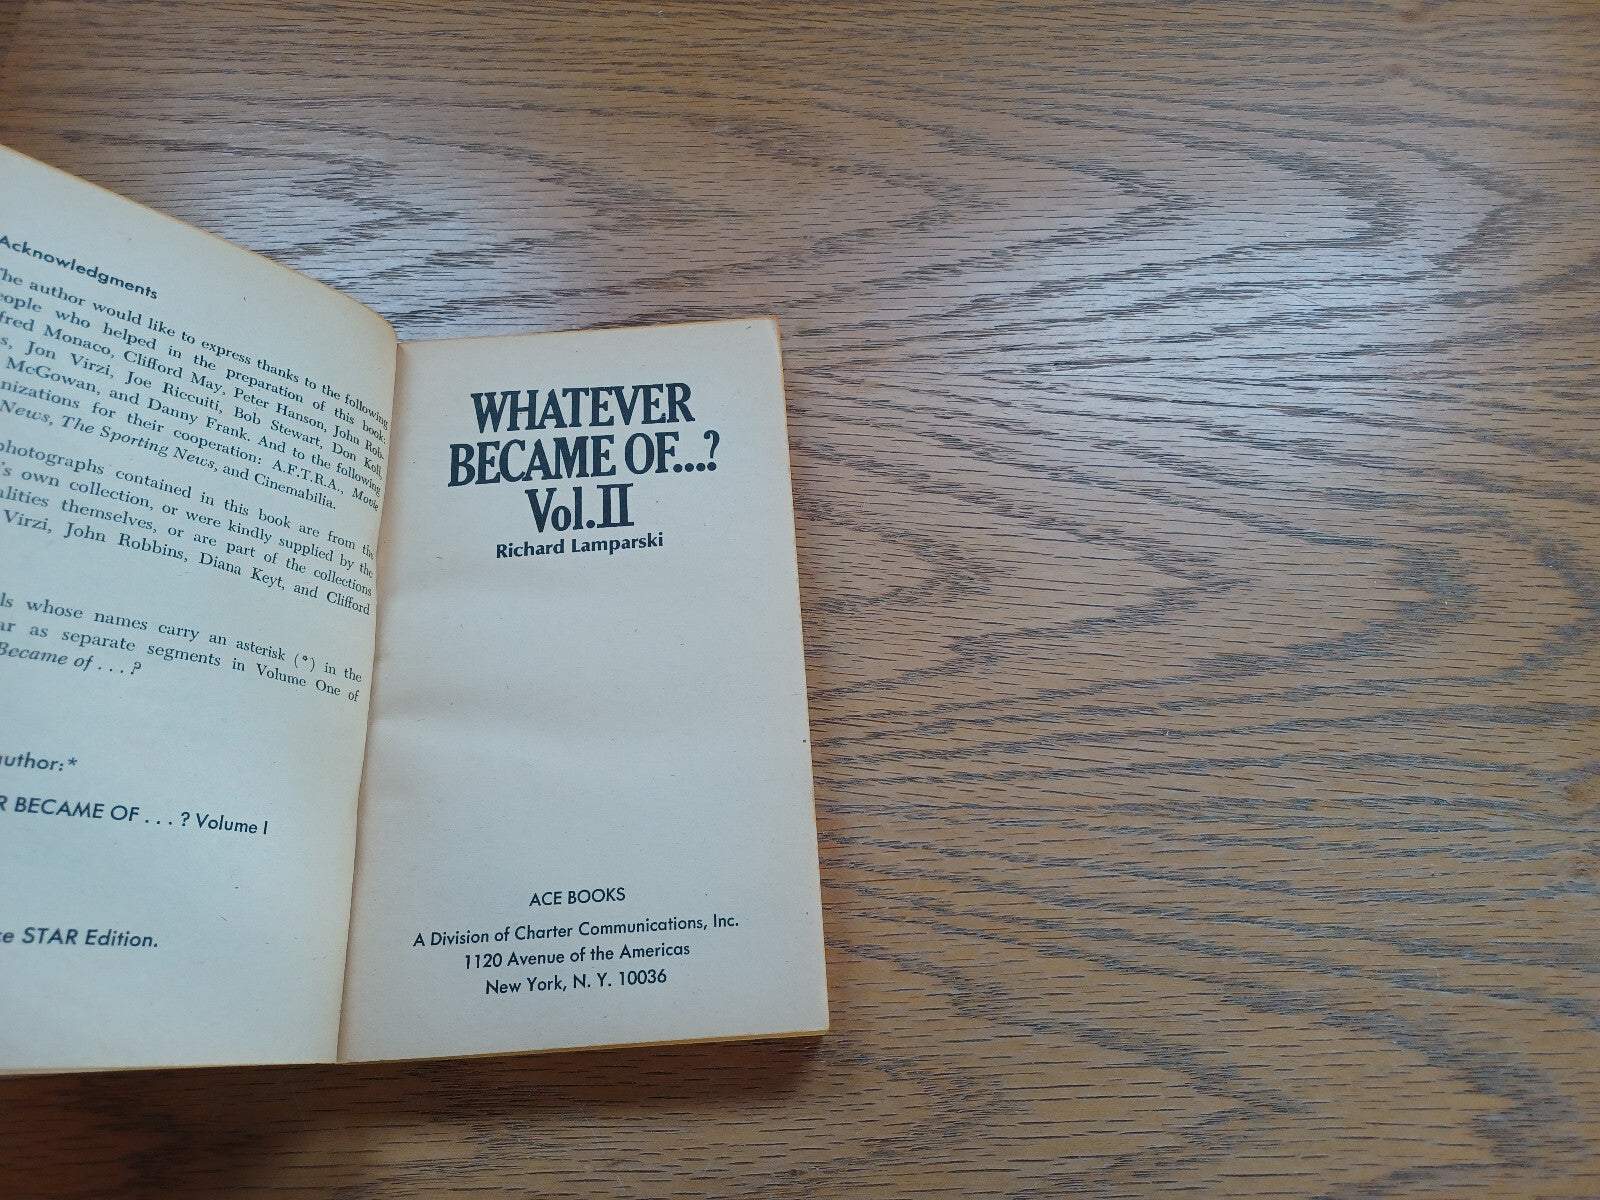 Acknowledgments
The author would like to express thanks to the following
people who helped in the preparation of this book:
fred Monaco, Clifford May, Peter Hanson, John Rob-
s, Jon Virzi, Joe Riccuiti, Bob Stewart, Don Koll,
McGowan, and Danny Frank. And to the following
nizations for their cooperation: A.F.T.R.A., Movie
News, The Sporting News, and Cinemabilia.
photographs contained in this book are from the
's own collection, or were kindly supplied by the
alities themselves, or are part of the collections
Virzi, John Robbins, Diana Keyt, and Clifford
ls whose names carry an asterisk (*) in the
ar as separate segments in Volume One of
Became of . . . ?
uthor:*
R BECAME OF . . . ? Volume I
ce STAR Edition.
WHATEVER
BECAME OF...?
Vol.II
Richard Lamparski
ACE BOOKS
A Division of Charter Communications, Inc.
1120 Avenue of the Americas
New York, N. Y. 10036